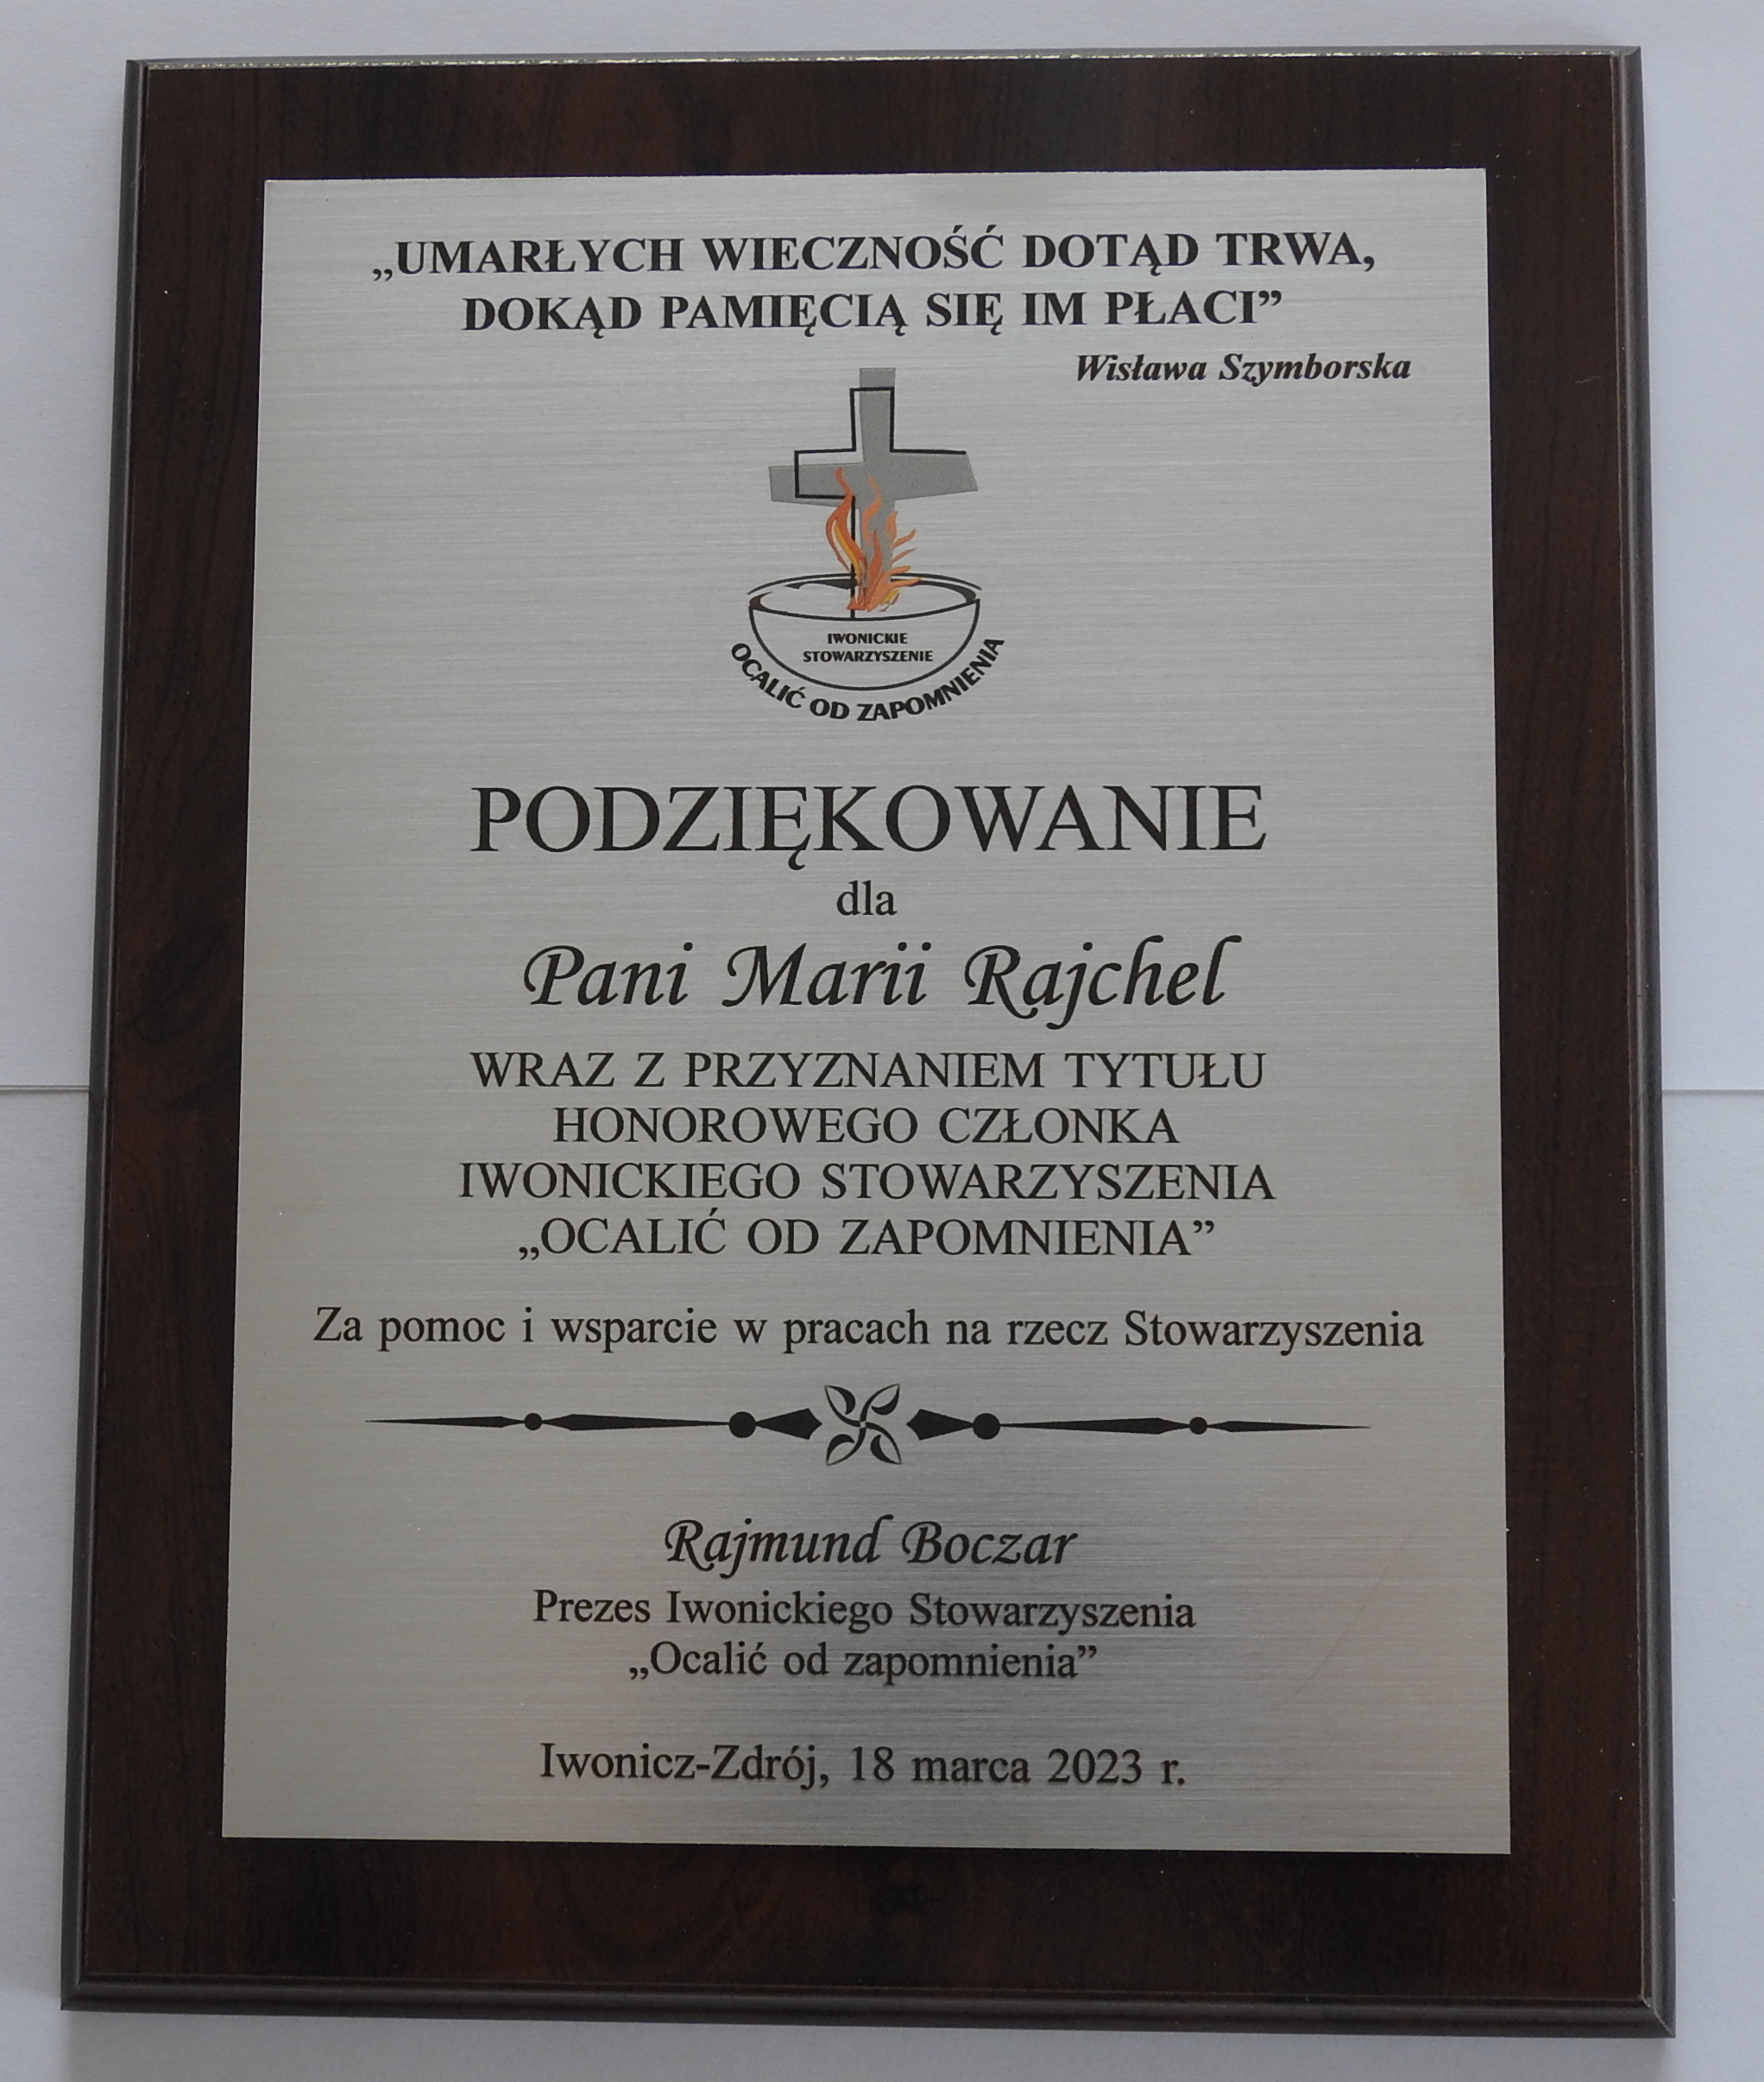 „UMARŁYCH WIECZNOŚĆ DOTĄD TRWA,
DOKĄD PAMIĘCIĄ SIĘ IM PŁACI”
Wisława Szymborska
IWONICKIE
STOWARZYSZENIE
OCALIĆ OD ZAPOMNIENIA
PODZIĘKOWANIE
dla
Pani Marii Rajchel
WRAZ Z PRZYZNANIEM TYTUŁU
HONOROWEGO CZŁONKA
IWONICKIEGO STOWARZYSZENIA
„OCALIĆ OD ZAPOMNIENIA”
Za pomoc i wsparcie w pracach na rzecz Stowarzyszenia
Rajmund Boczar
Prezes Iwonickiego Stowarzyszenia
„Ocalić od zapomnienia”
Iwonicz-Zdrój, 18 marca 2023 r.